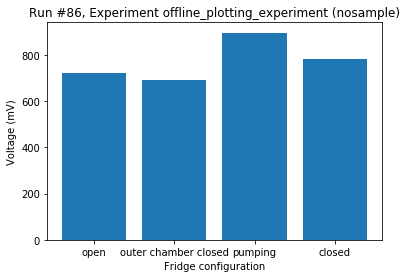 Run #86, Experiment offline_plotting_experiment (nosample)
Voltage (mV)
800
600
400
200
0
open outer chamber closed pumping closed
Fridge configuration